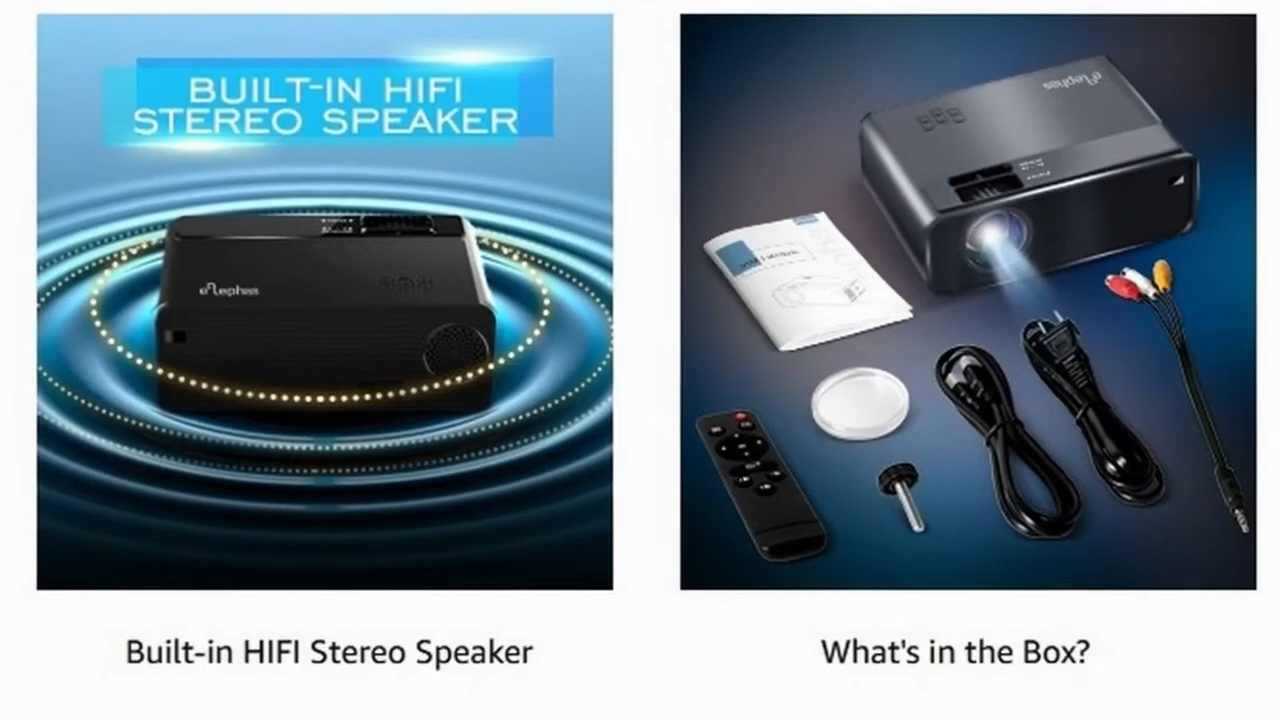 BUILT-IN HIFI
STEREO SPEAKER
eLephas
eLephas
Built-in HIFI Stereo Speaker
What's in the Box?